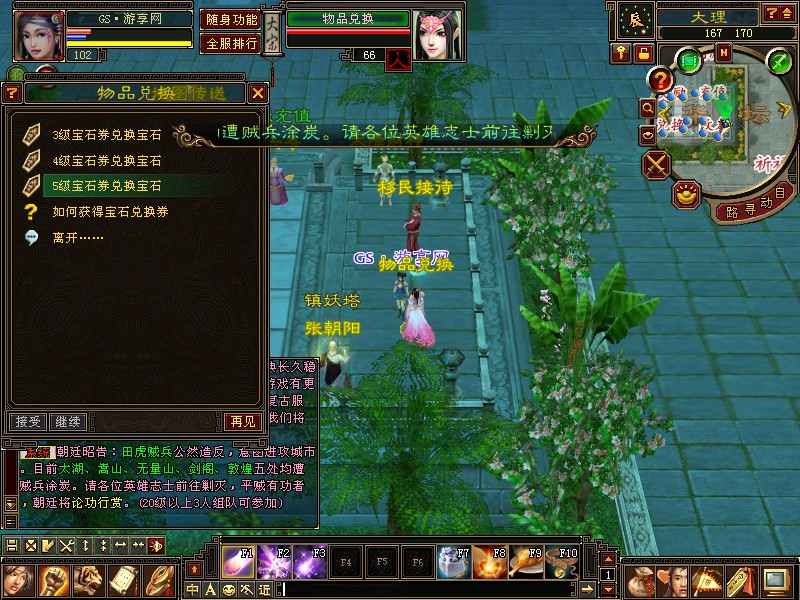 GS·游享网
102
随身功能
全服排行
大宗
物品兑换
66
大理
167 170
N
物品兑换
3级宝石券兑换宝石
4级宝石券兑换宝石
5级宝石券兑换宝石
如何获得宝石兑换券
离开……
接受
继续
再见
遭贼兵涂炭。请各位英雄志士前往剿灭
充值
移民接待
GS·游享网
物品兑换
镇妖塔
张朝阳
自动寻路
朝廷昭告:田虎贼兵公然造反,意图进攻城市
。目前太湖、嵩山、无量山、剑阁、敦煌五处均遭
贼兵涂炭。请各位英雄志士前往剿灭,平贼有功者
,朝廷将论功行赏。(20级以上3人组队可参加)
F1
F2
F3
F4
F5
F6
F7
F8
F9
F10
1
中
A
近